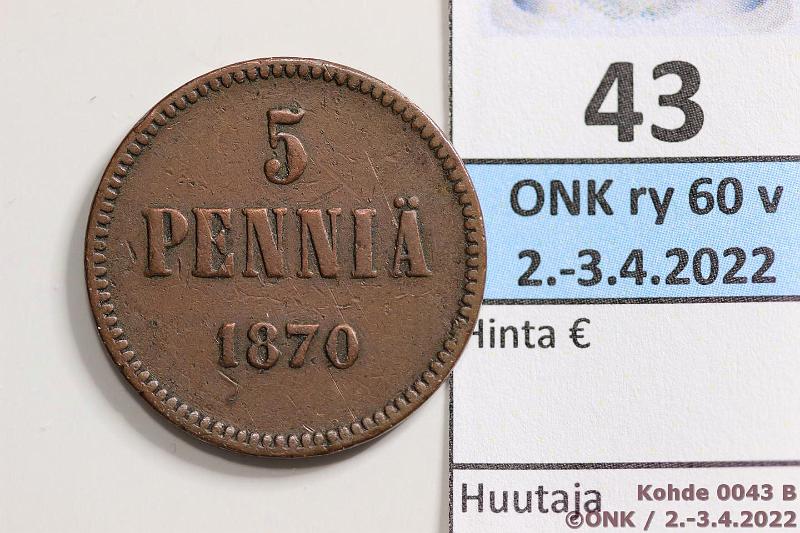 5
PENNIÄ
1870
43
ONK ry 60 v
2.-3.4.2022
Hinta €
Huutaja
Kohde 0043 B
©ONK / 2.-3.4.2022